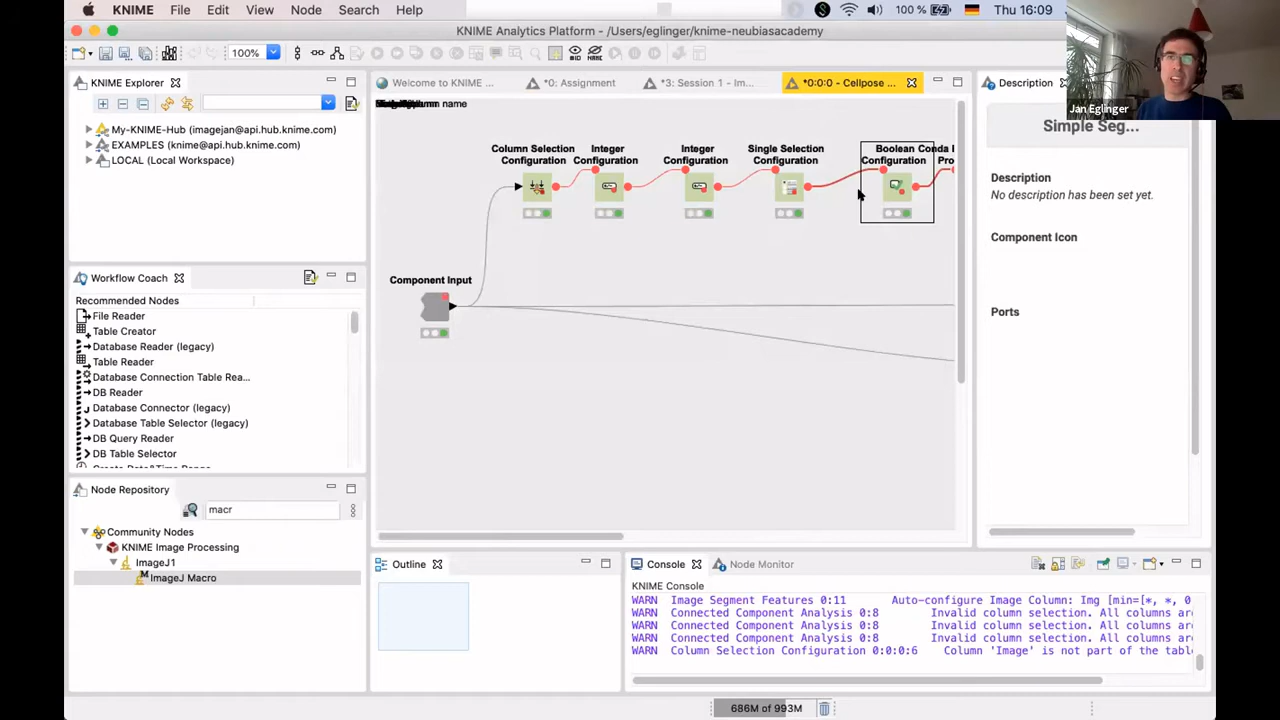 KNIME File Edit View Node Search Help 100 % Thu 16:09
KNIME Analytics Platform - /Users/eglinger/knime-neubiasacademy
100%
KNIME Explorer
My-KNIME-Hub (imagejan@api.hub.knime.com)
EXAMPLES (knime@api.hub.knime.com)
LOCAL (Local Workspace)
Workflow Coach
Recommended Nodes
File Reader
Table Creator
Database Reader (legacy)
Table Reader
Database Connection Table Rea...
DB Reader
Database Connector (legacy)
Database Table Selector (legacy)
DB Query Reader
DB Table Selector
Create Date&Time Range
Node Repository
macr
Community Nodes
KNIME Image Processing
ImageJ1
ImageJ Macro
Welcome to KNIME ...
*0: Assignment
*3: Session 1 - Im...
*0:0:0 - Cellpose ...
name
Column Selection
Configuration
Integer
Configuration
Integer
Configuration
Single Selection
Configuration
Boolean
Configuration
Conda
Pro
Component Input
Outline
Description
Jan Eglinger
Simple Seg...
Description
No description has been set yet.
Component Icon
Ports
Console
Node Monitor
KNIME Console
WARN Image Segment Features 0:11 Auto-configure Image Column: Img [min=[*, *, 0
WARN Connected Component Analysis 0:8 Invalid column selection. All columns are
WARN Connected Component Analysis 0:8 Invalid column selection. All columns are
WARN Connected Component Analysis 0:8 Invalid column selection. All columns are
WARN Column Selection Configuration 0:0:0:6 Column 'Image' is not part of the tabl
686M of 993M